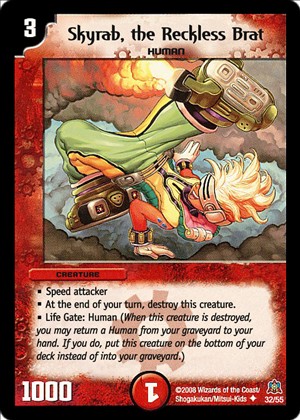 3
Skyrab, the Reckless Brat
HUMAN
CREATURE
▪ Speed attacker
▪ At the end of your turn, destroy this creature.
▪ Life Gate: Human (When this creature is destroyed,
you may return a Human from your graveyard to your
hand. If you do, put this creature on the bottom of your
deck instead of into your graveyard.)
1000
1
©2008 Wizards of the Coast/
Shogakukan/Mitsui-Kids ✦ 32/55